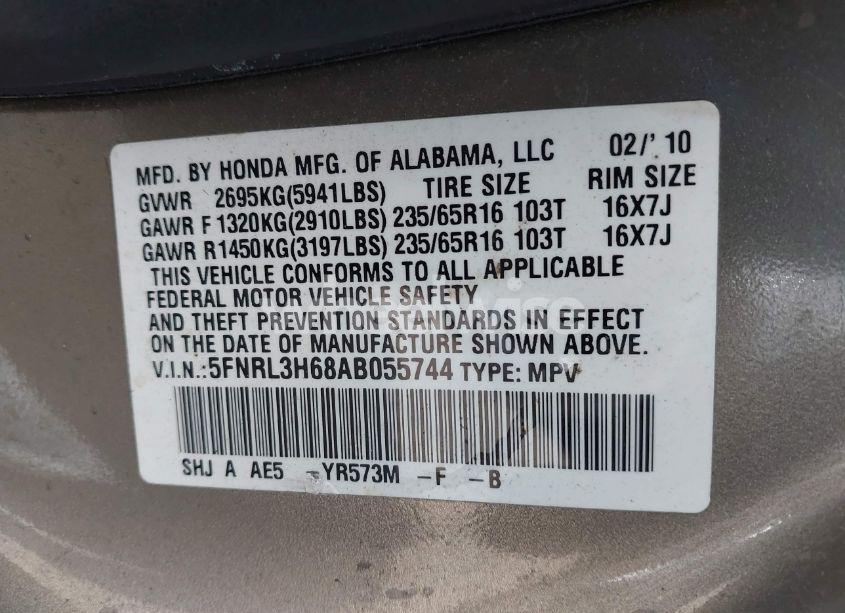 MFD. BY HONDA MFG. OF ALABAMA, LLC 02/' 10
GVWR 2695KG(5941LBS) TIRE SIZE RIM SIZE
GAWR F 1320KG(2910LBS) 235/65R16 103T 16X7J
GAWR R1450KG(3197LBS) 235/65R16 103T 16X7J
THIS VEHICLE CONFORMS TO ALL APPLICABLE
FEDERAL MOTOR VEHICLE SAFETY
AND THEFT PREVENTION STANDARDS IN EFFECT
ON THE DATE OF MANUFACTURE SHOWN ABOVE.
V.I.N.:5FNRL3H68AB055744 TYPE: MPV
SHJ A AE5 -YR573M -F -B